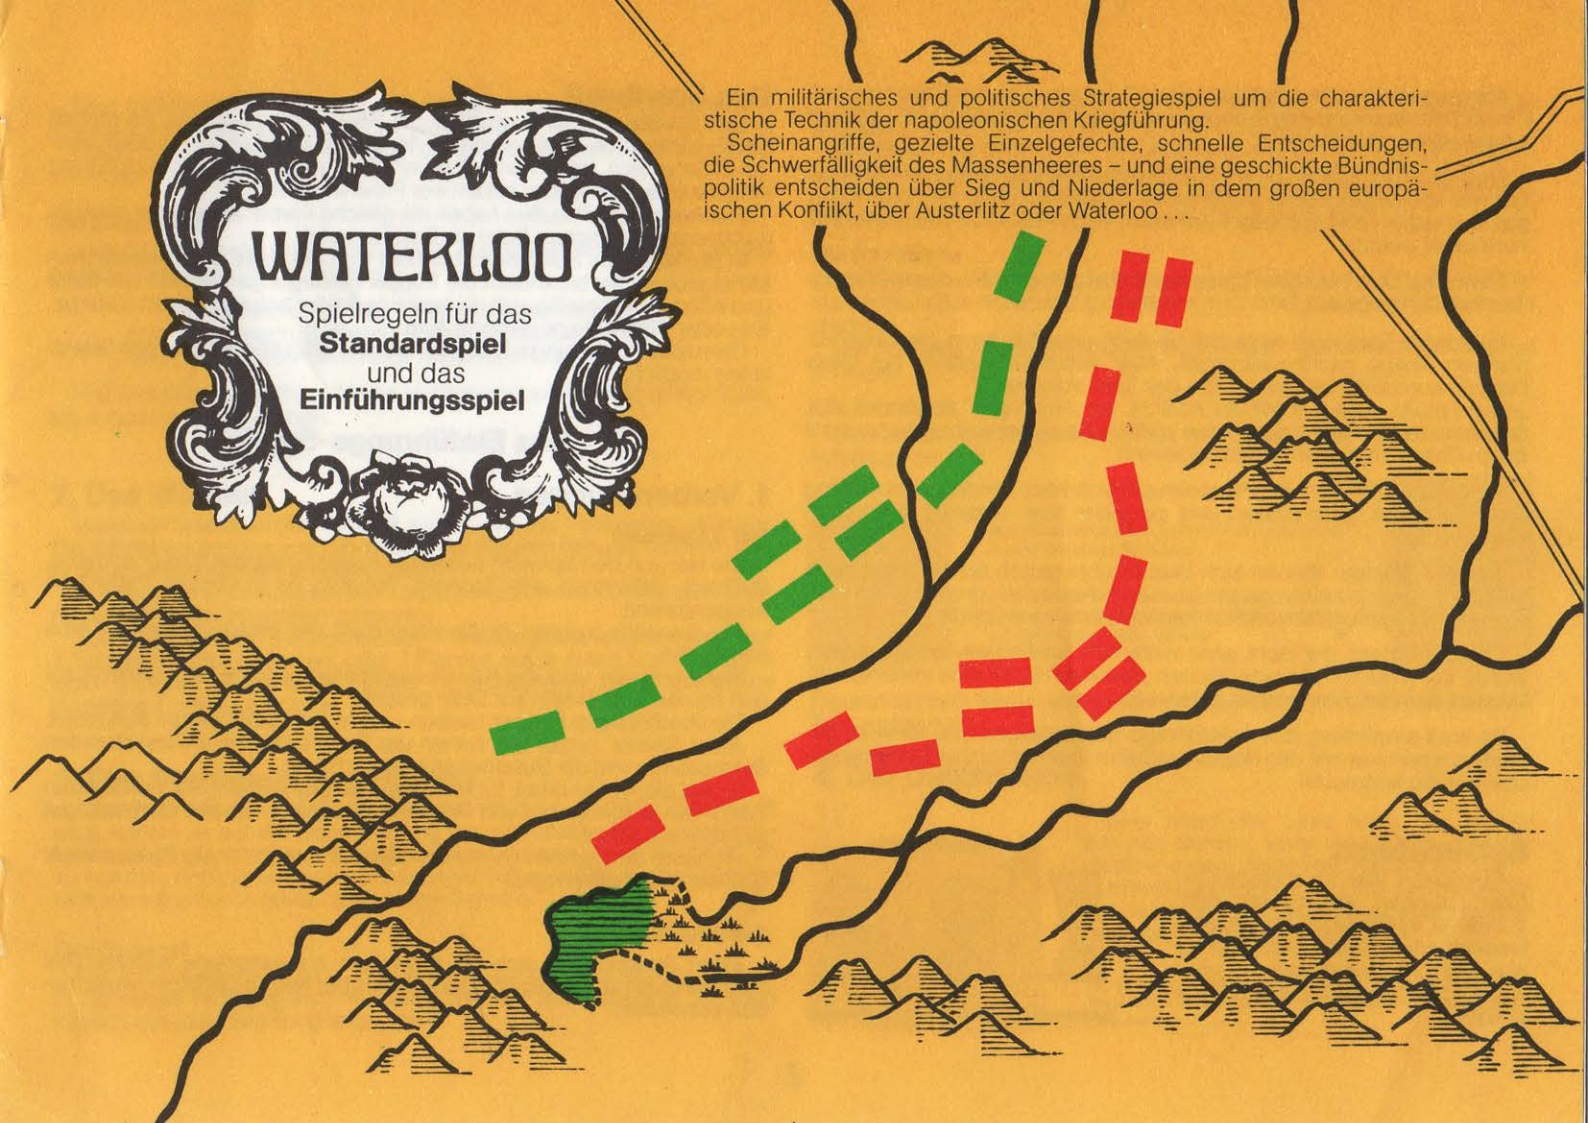 WATERLOO
Spielregeln für das
Standardspiel
und das
Einführungsspiel
Ein militärisches und politisches Strategiespiel um die charakteri-
stische Technik der napoleonischen Kriegführung.
Scheinangriffe, gezielte Einzelgefechte, schnelle Entscheidungen,
die Schwerfälligkeit des Massenheeres – und eine geschickte Bündnis-
politik entscheiden über Sieg und Niederlage in dem großen europä-
ischen Konflikt, über Austerlitz oder Waterloo . . .